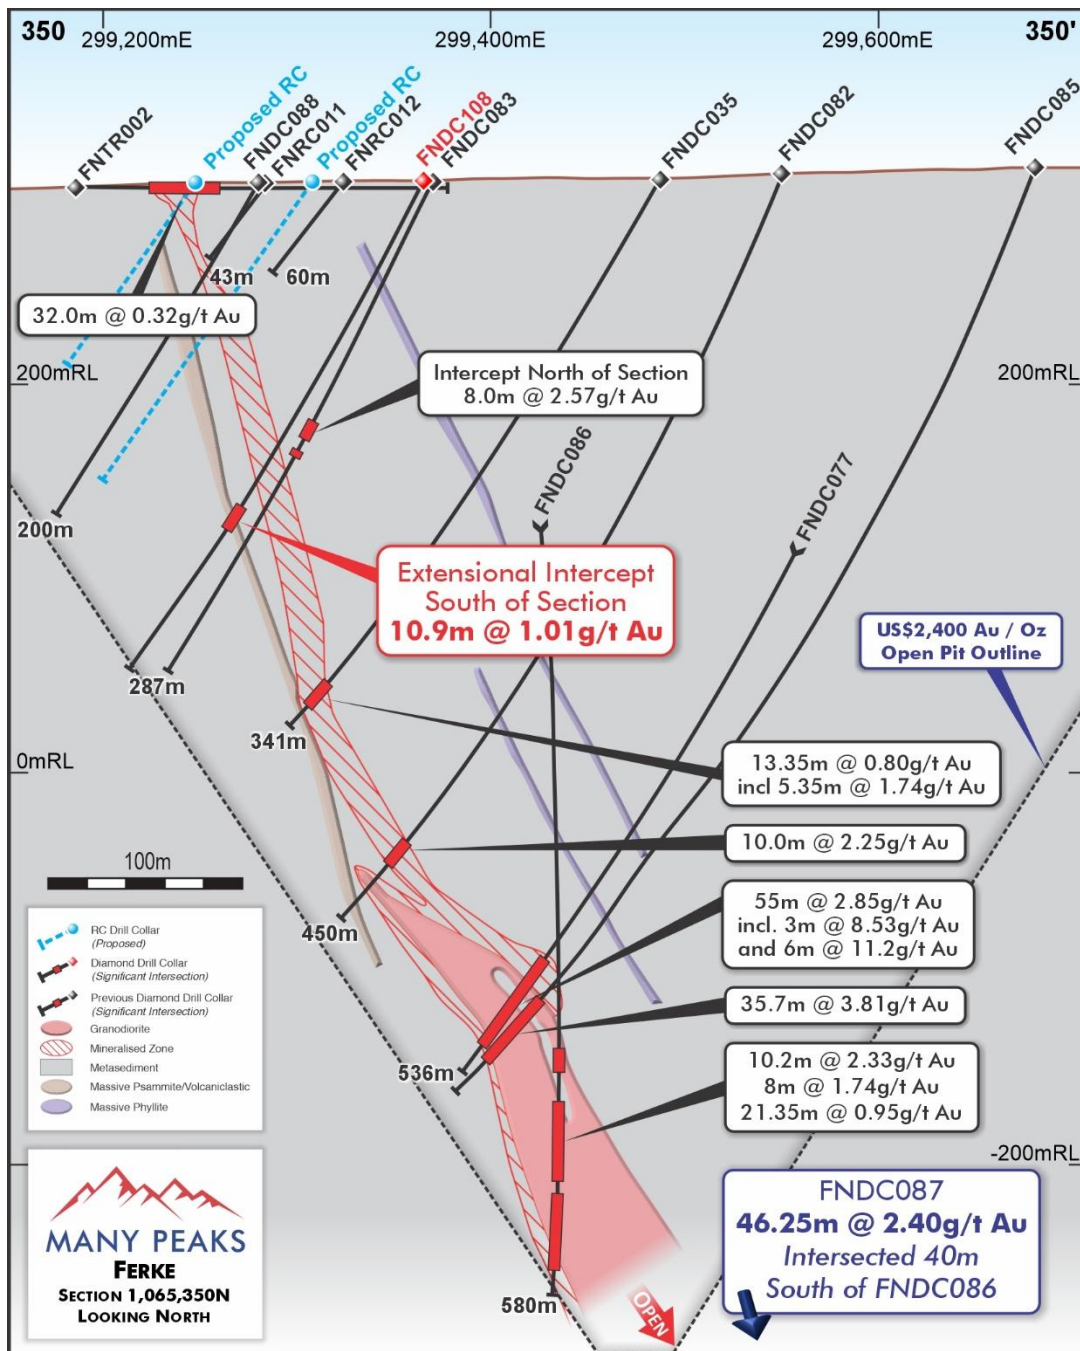 350
299,200mE
299,400mE
299,600mE
350'
FNTR002
Proposed RC
FNDC088
FNRC011
Proposed RC
FNRC012
FNDC108
FNDC083
FNDC035
FNDC082
FNDC085
43m
60m
32.0m @ 0.32g/t Au
200mRL
200mRL
Intercept North of Section
8.0m @ 2.57g/t Au
FNDC086
FNDC077
200m
Extensional Intercept
South of Section
10.9m @ 1.01g/t Au
US$2,400 Au / Oz
Open Pit Outline
287m
341m
0mRL
13.35m @ 0.80g/t Au
incl 5.35m @ 1.74g/t Au
10.0m @ 2.25g/t Au
100m
450m
55m @ 2.85g/t Au
incl. 3m @ 8.53g/t Au
and 6m @ 11.2g/t Au
35.7m @ 3.81g/t Au
536m
10.2m @ 2.33g/t Au
8m @ 1.74g/t Au
21.35m @ 0.95g/t Au
RC Drill Collar
(Proposed)
Diamond Drill Collar
(Significant Intersection)
Previous Diamond Drill Collar
(Significant Intersection)
Granodiorite
Mineralised Zone
Metasediment
Massive Psammite/Volcaniclastic
Massive Phyllite
-200mRL
FNDC087
46.25m @ 2.40g/t Au
Intersected 40m
South of FNDC086
580m
OPEN
MANY PEAKS
FERKE
SECTION 1,065,350N
LOOKING NORTH